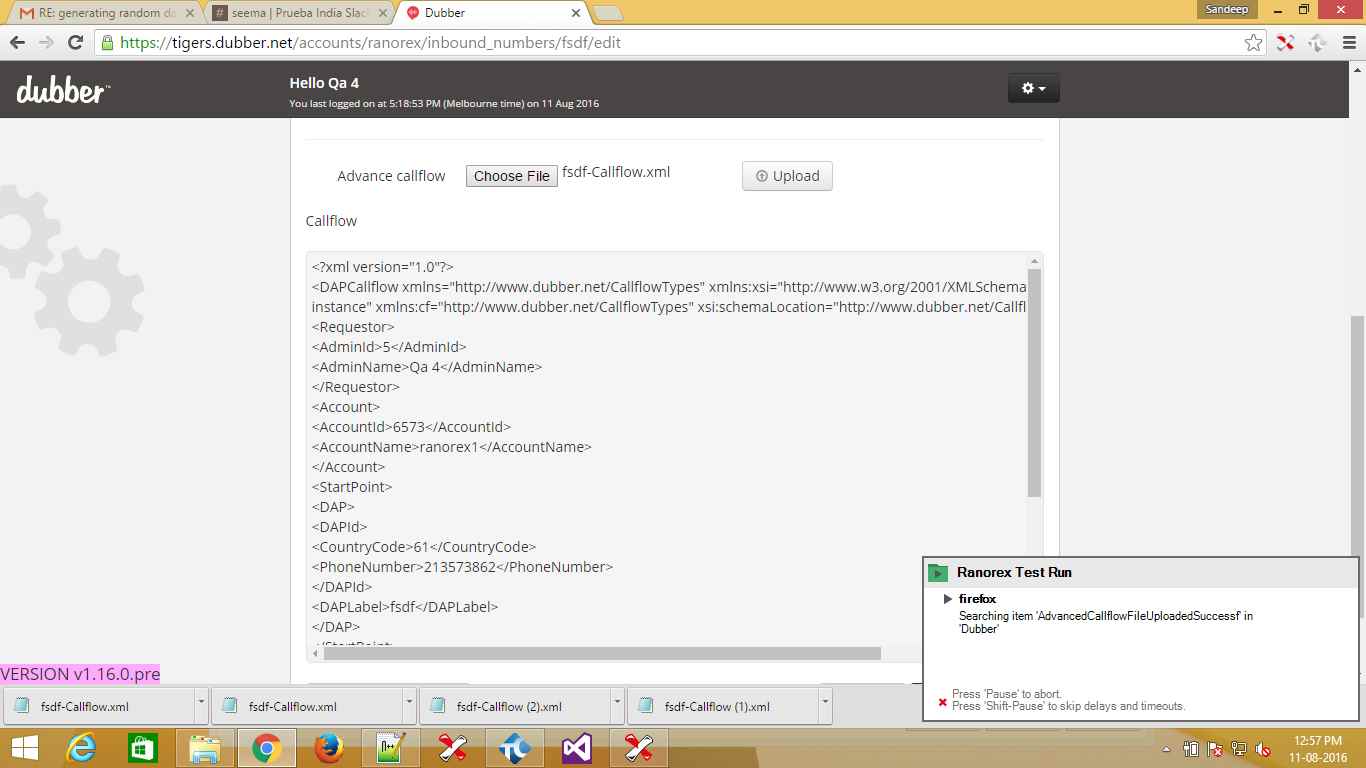 RE: generating random da
seema | Prueba India Slac
Dubber
Sandeep
https://tigers.dubber.net/accounts/ranorex/inbound_numbers/fsdf/edit
dubber™
Hello Qa 4
You last logged on at 5:18:53 PM (Melbourne time) on 11 Aug 2016
Advance callflow
Choose File
fsdf-Callflow.xml
Upload
Callflow
<?xml version="1.0"?>
<DAPCallflow xmlns="http://www.dubber.net/CallflowTypes" xmlns:xsi="http://www.w3.org/2001/XMLSchema
instance" xmlns:cf="http://www.dubber.net/CallflowTypes" xsi:schemaLocation="http://www.dubber.net/Callfl
<Requestor>
<AdminId>5</AdminId>
<AdminName>Qa 4</AdminName>
</Requestor>
<Account>
<AccountId>6573</AccountId>
<AccountName>ranorex1</AccountName>
</Account>
<StartPoint>
<DAP>
<DAPId>
<CountryCode>61</CountryCode>
<PhoneNumber>213573862</PhoneNumber>
</DAPId>
<DAPLabel>fsdf</DAPLabel>
</DAP>
</StartPoint>
Ranorex Test Run
firefox
Searching item 'AdvancedCallflowFileUploadedSuccessf' in
'Dubber'
Press 'Pause' to abort.
Press 'Shift-Pause' to skip delays and timeouts.
VERSION v1.16.0.pre
fsdf-Callflow.xml
fsdf-Callflow.xml
fsdf-Callflow (2).xml
fsdf-Callflow (1).xml
12:57 PM
11-08-2016